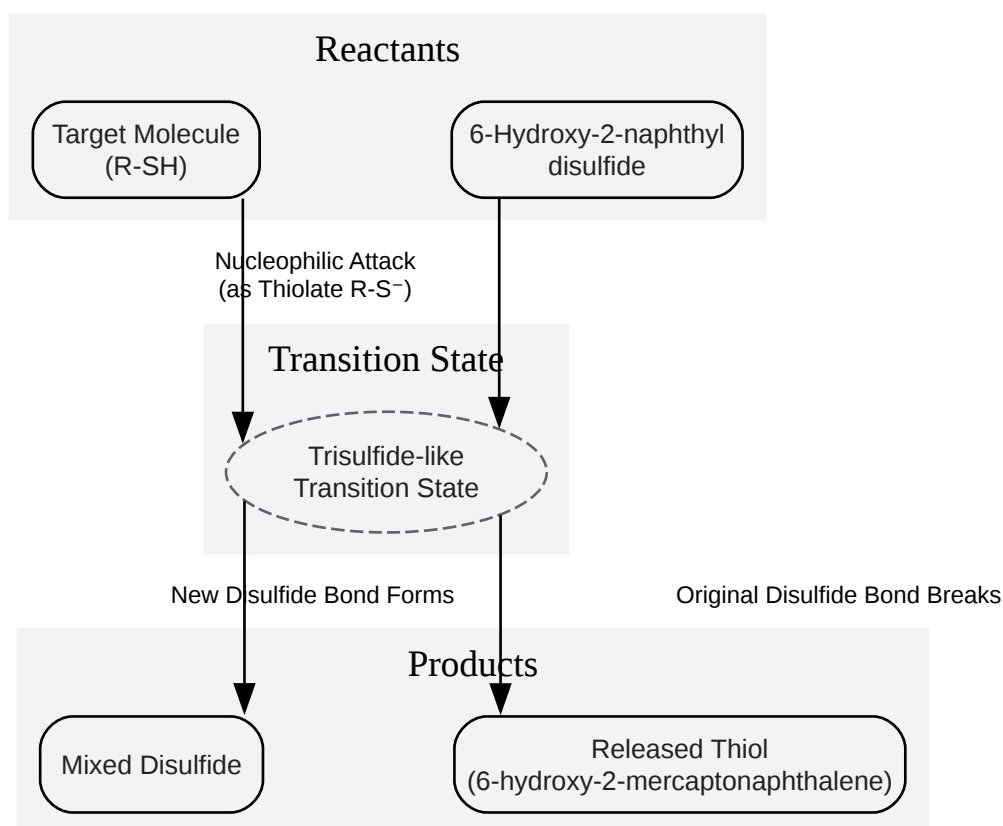 Reactants
Target Molecule
(R-SH)
6-Hydroxy-2-naphthyl
disulfide
Nucleophilic Attack
(as Thiolate R-S⁻)
Transition State
Trisulfide-like
Transition State
New Disulfide Bond Forms
Original Disulfide Bond Breaks
Products
Mixed Disulfide
Released Thiol
(6-hydroxy-2-mercaptonaphthalene)